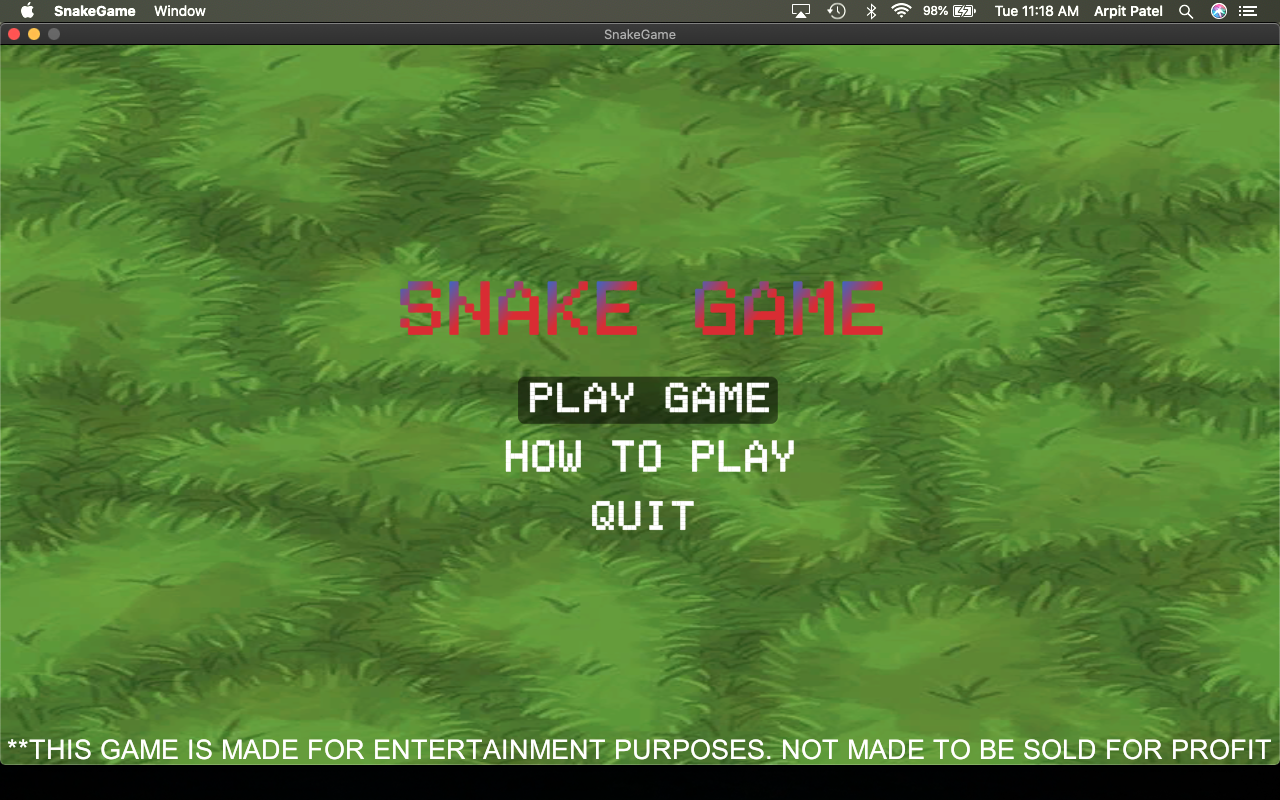 SnakeGame Window 98% Tue 11:18 AM Arpit Patel
SnakeGame
SNAKE GAME
PLAY GAME
HOW TO PLAY
QUIT
**THIS GAME IS MADE FOR ENTERTAINMENT PURPOSES. NOT MADE TO BE SOLD FOR PROFIT